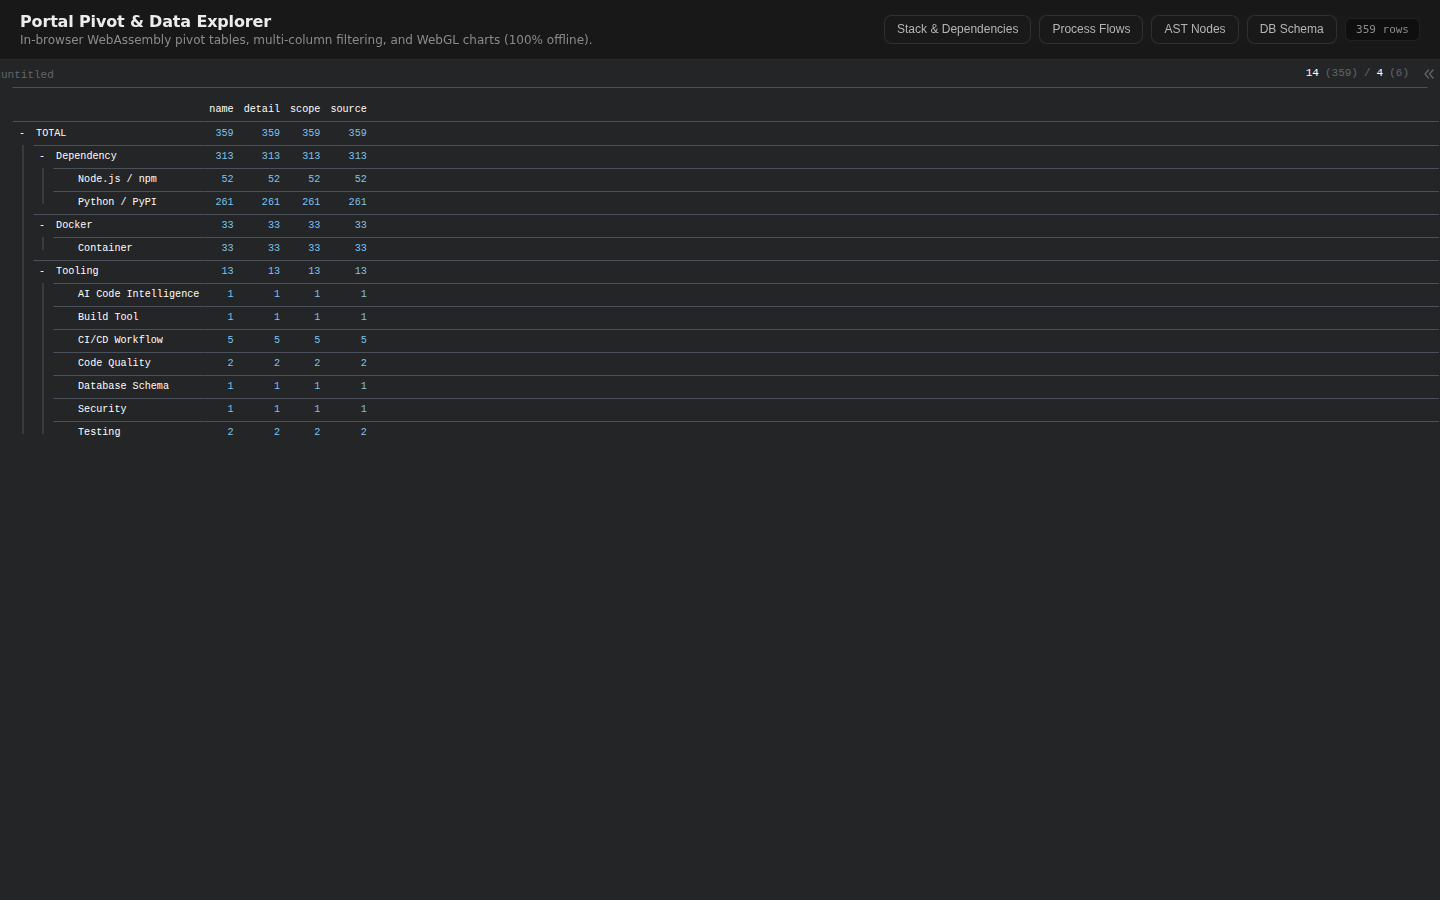 Portal Pivot & Data Explorer
In-browser WebAssembly pivot tables, multi-column filtering, and WebGL charts (100% offline).
Stack & Dependencies Process Flows AST Nodes DB Schema 359 rows
untitled 14 (359) / 4 (6)
name detail scope source
- TOTAL 359 359 359 359
- Dependency 313 313 313 313
Node.js / npm 52 52 52 52
Python / PyPI 261 261 261 261
- Docker 33 33 33 33
Container 33 33 33 33
- Tooling 13 13 13 13
AI Code Intelligence 1 1 1 1
Build Tool 1 1 1 1
CI/CD Workflow 5 5 5 5
Code Quality 2 2 2 2
Database Schema 1 1 1 1
Security 1 1 1 1
Testing 2 2 2 2